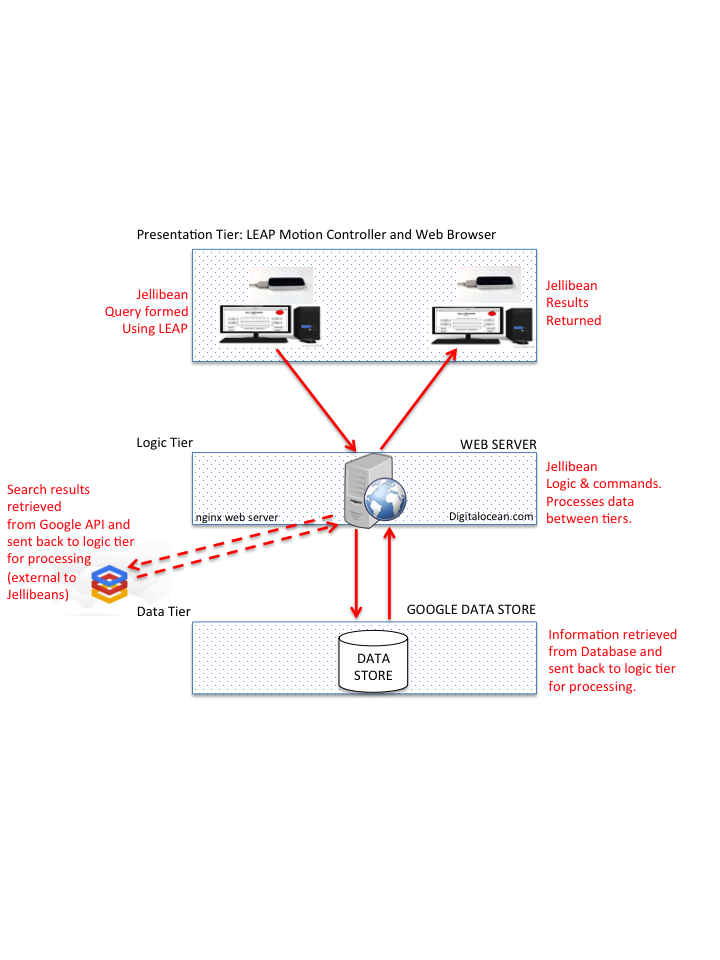 Presentation Tier: LEAP Motion Controller and Web Browser
Jellibean
Query formed
Using LEAP
Jellibean
Results
Returned
Logic Tier
WEB SERVER
nginx web server
Digitalocean.com
Jellibean
Logic & commands.
Processes data
between tiers.
Search results
retrieved
from Google API and
sent back to logic tier
for processing
(external to
Jellibeans)
Data Tier
GOOGLE DATA STORE
DATA
STORE
Information retrieved
from Database and
sent back to logic tier
for processing.